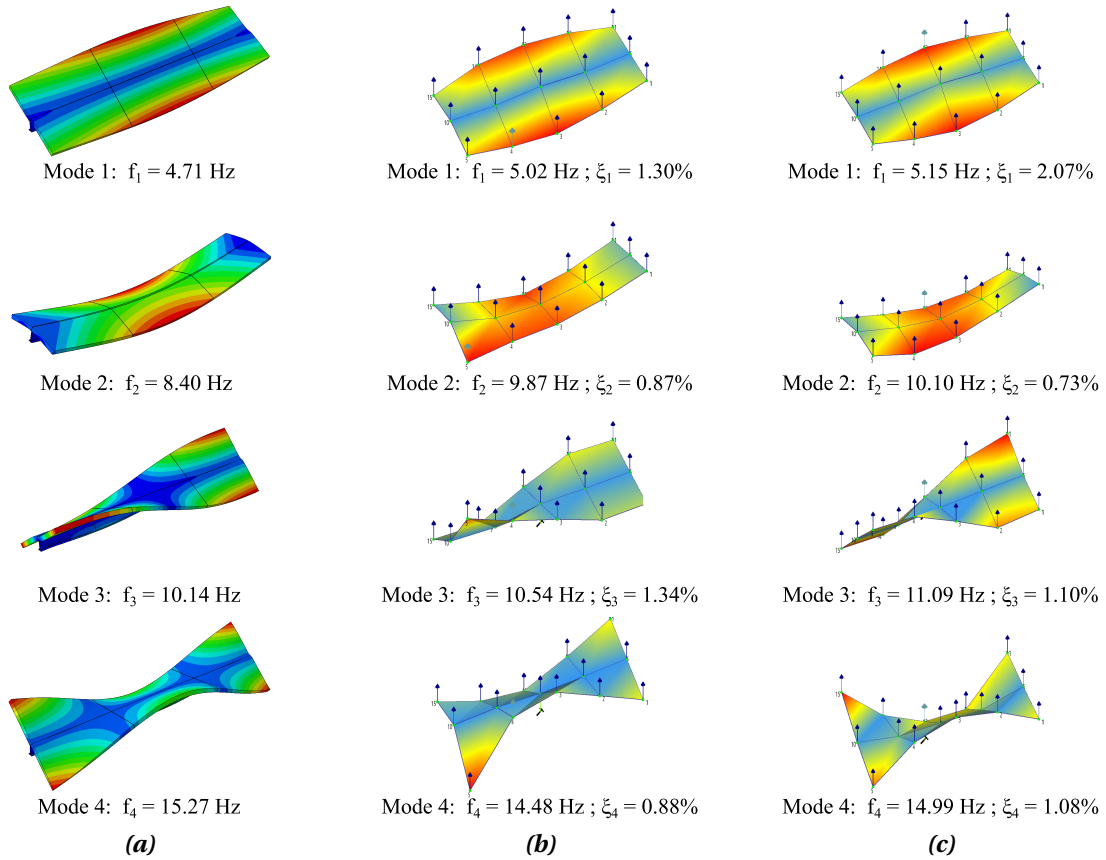 Mode 1: f₁ = 4.71 Hz
Mode 1: f₁ = 5.02 Hz ; ξ₁ = 1.30%
Mode 1: f₁ = 5.15 Hz ; ξ₁ = 2.07%
Mode 2: f₂ = 8.40 Hz
Mode 2: f₂ = 9.87 Hz ; ξ₂ = 0.87%
Mode 2: f₂ = 10.10 Hz ; ξ₂ = 0.73%
Mode 3: f₃ = 10.14 Hz
Mode 3: f₃ = 10.54 Hz ; ξ₃ = 1.34%
Mode 3: f₃ = 11.09 Hz ; ξ₃ = 1.10%
Mode 4: f₄ = 15.27 Hz
Mode 4: f₄ = 14.48 Hz ; ξ₄ = 0.88%
Mode 4: f₄ = 14.99 Hz ; ξ₄ = 1.08%
(a)
(b)
(c)